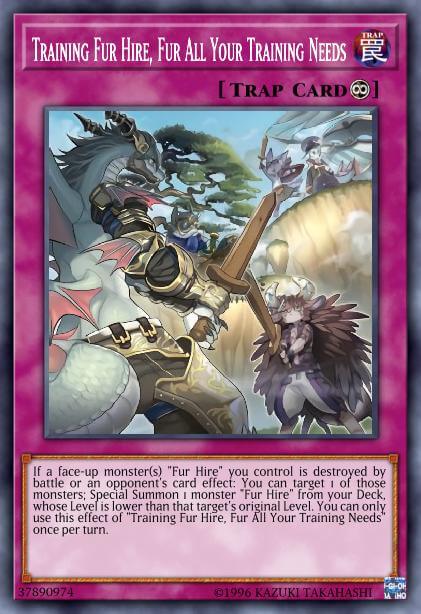 TRAINING FUR HIRE, FUR ALL YOUR TRAINING NEEDS
TRAP
罠
[TRAP CARD]
If a face-up monster(s) "Fur Hire" you control is destroyed by
battle or an opponent's card effect: You can target 1 of those
monsters; Special Summon 1 monster "Fur Hire" from your Deck,
whose Level is lower than that target's original Level. You can only
use this effect of "Training Fur Hire, Fur All Your Training Needs"
once per turn.
37890974
©1996 KAZUKI TAKAHASHI